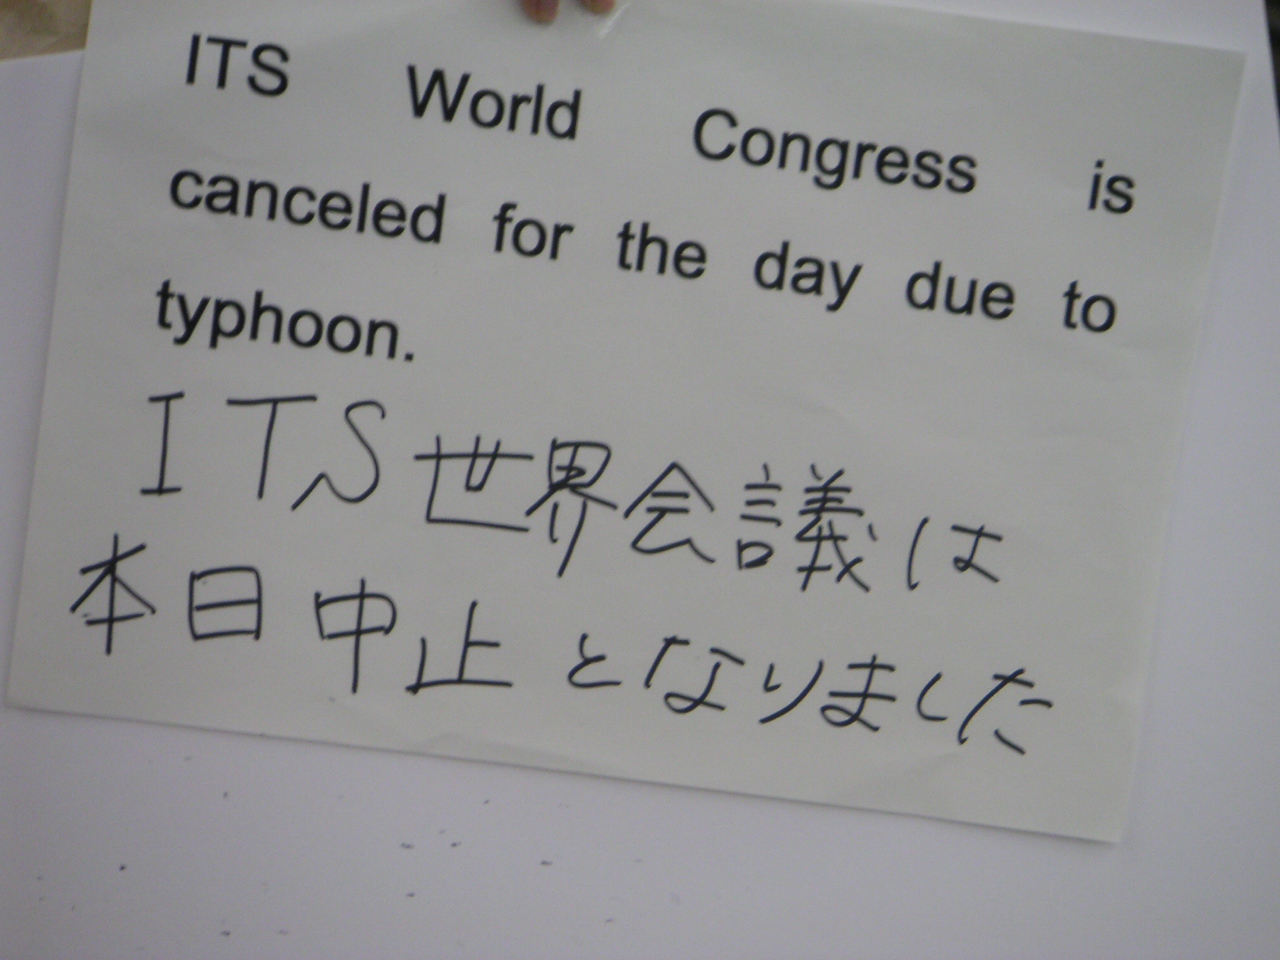 ITS World Congress is
canceled for the day due to
typhoon.
ITS世界会議は
本日中止となりました